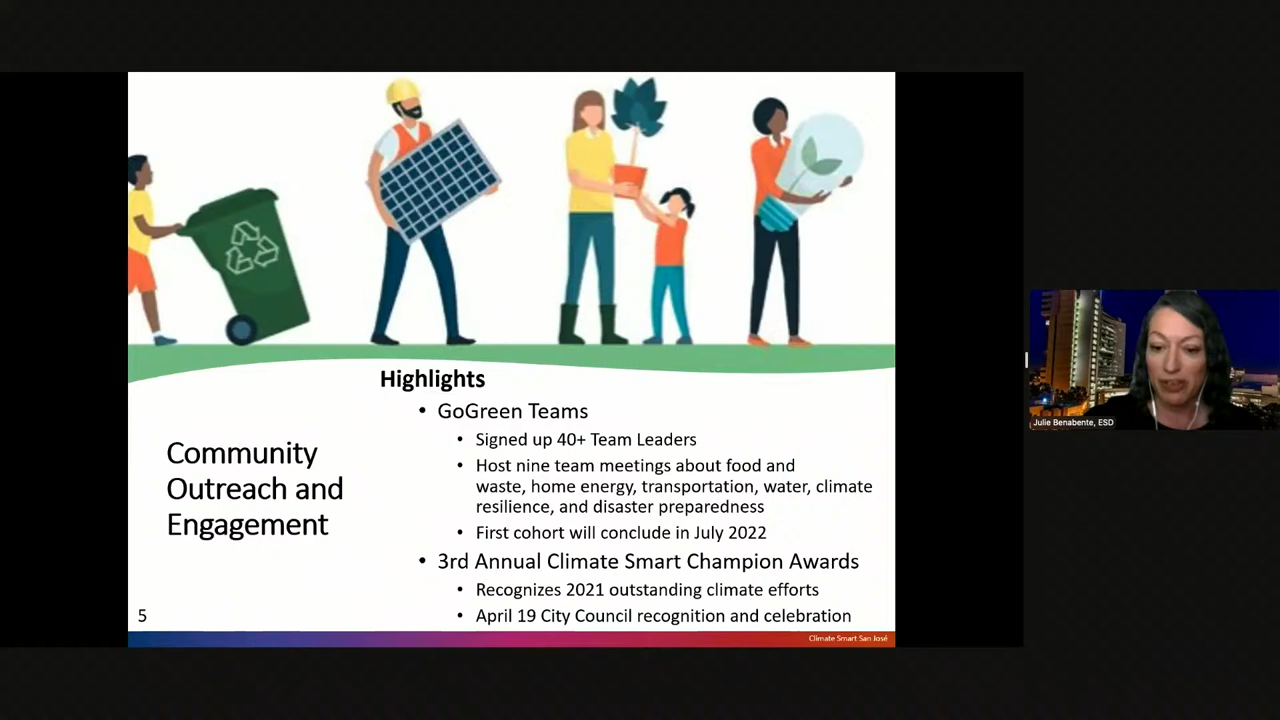 Highlights
• GoGreen Teams
• Signed up 40+ Team Leaders
• Host nine team meetings about food and
waste, home energy, transportation, water, climate
resilience, and disaster preparedness
• First cohort will conclude in July 2022
• 3rd Annual Climate Smart Champion Awards
• Recognizes 2021 outstanding climate efforts
• April 19 City Council recognition and celebration
Community
Outreach and
Engagement
5
Climate Smart San José
Julie Benabente, ESD